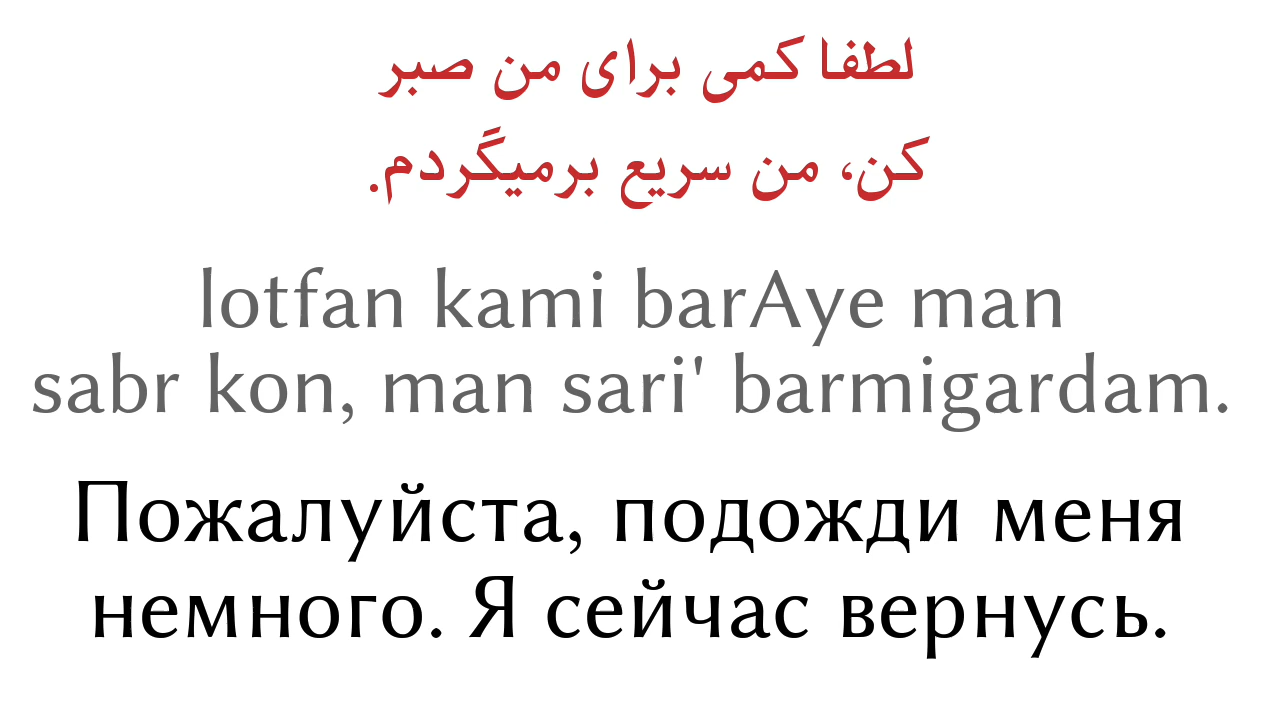 لطفا کمی برای من صبر
کن، من سریع برمیگردم.
lotfan kami barAye man
sabr kon, man sari' barmigardam.
Пожалуйста, подожди меня
немного. Я сейчас вернусь.